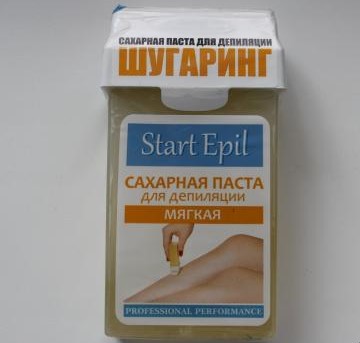 САХАРНАЯ ПАСТА ДЛЯ ДЕПИЛЯЦИИ
ШУГАРИНГ
Start Epil
САХАРНАЯ ПАСТА
для депиляции
МЯГКАЯ
PROFESSIONAL PERFORMANCE